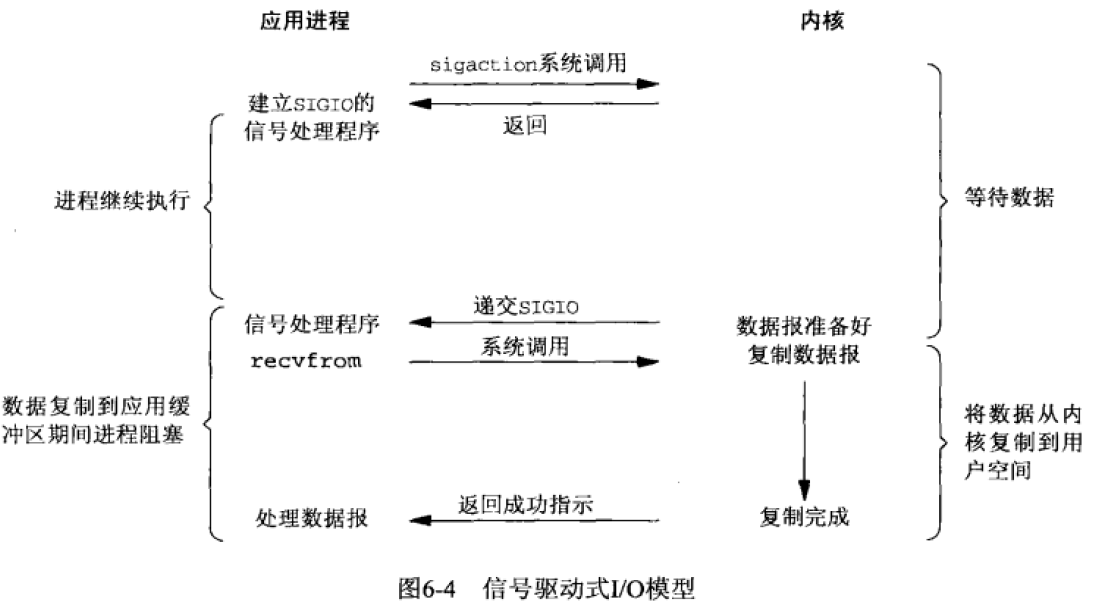 应用进程
内核
sigaction系统调用
建立SIGIO的
信号处理程序
返回
进程继续执行
等待数据
递交SIGIO
信号处理程序
数据报准备好
系统调用
recvfrom
复制数据报
数据复制到应用缓
冲区期间进程阻塞
将数据从内
核复制到用
户空间
返回成功指示
处理数据报
复制完成
图6-4 信号驱动式I/O模型